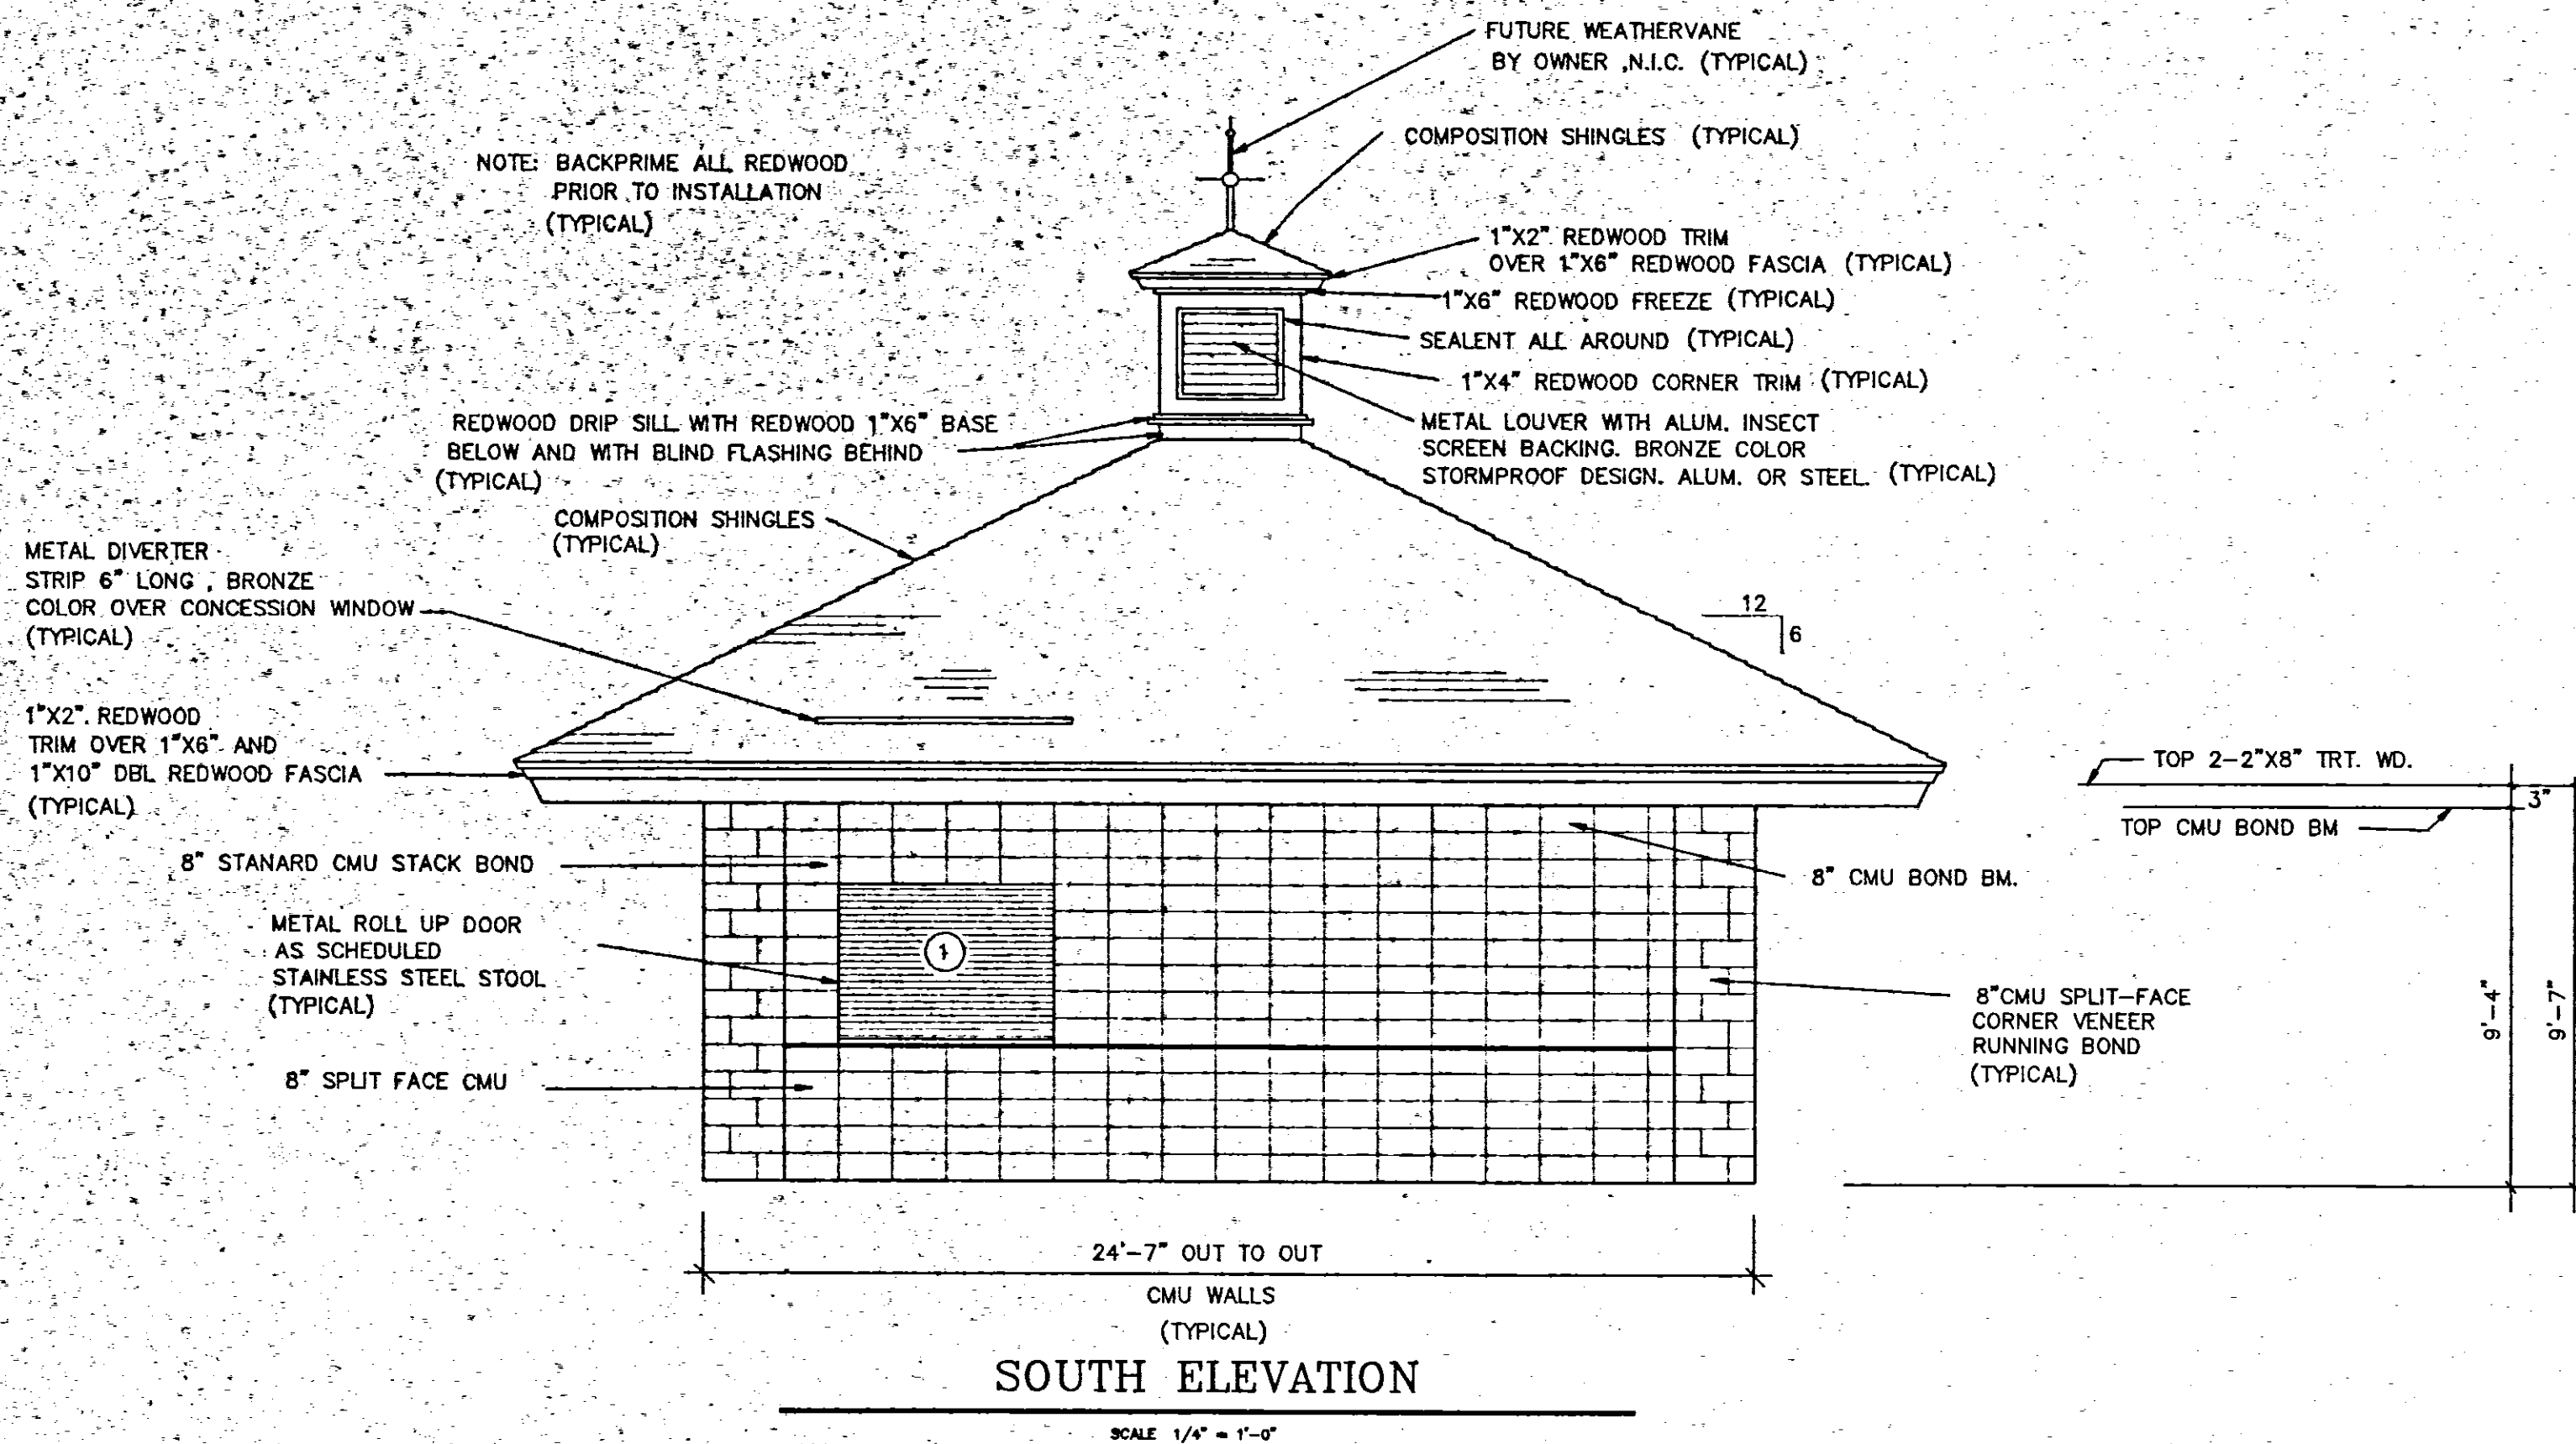 FUTURE WEATHERVANE
BY OWNER ,N.I.C. (TYPICAL)
COMPOSITION SHINGLES (TYPICAL)
NOTE: BACKPRIME ALL REDWOOD
PRIOR TO INSTALLATION
(TYPICAL)
1"X2" REDWOOD TRIM
OVER 1"X6" REDWOOD FASCIA (TYPICAL)
1"X6" REDWOOD FREEZE (TYPICAL)
SEALENT ALL AROUND (TYPICAL)
1"X4" REDWOOD CORNER TRIM (TYPICAL)
METAL LOUVER WITH ALUM. INSECT
SCREEN BACKING. BRONZE COLOR
STORMPROOF DESIGN. ALUM. OR STEEL. (TYPICAL)
REDWOOD DRIP SILL WITH REDWOOD 1"X6" BASE
BELOW AND WITH BLIND FLASHING BEHIND
(TYPICAL)
COMPOSITION SHINGLES
(TYPICAL)
METAL DIVERTER
STRIP 6" LONG , BRONZE
COLOR OVER CONCESSION WINDOW
(TYPICAL)
12
6
1"X2". REDWOOD
TRIM OVER 1"X6" AND
1"X10" DBL REDWOOD FASCIA
(TYPICAL)
TOP 2-2"X8" TRT. WD.
3"
TOP CMU BOND BM
8" STANARD CMU STACK BOND
8" CMU BOND BM.
METAL ROLL UP DOOR
AS SCHEDULED
STAINLESS STEEL STOOL
(TYPICAL)
1
8"CMU SPLIT-FACE
CORNER VENEER
RUNNING BOND
(TYPICAL)
9'-4"
9'-7"
8" SPLIT FACE CMU
24'-7" OUT TO OUT
CMU WALLS
(TYPICAL)
SOUTH ELEVATION
SCALE 1/4" = 1'-0"